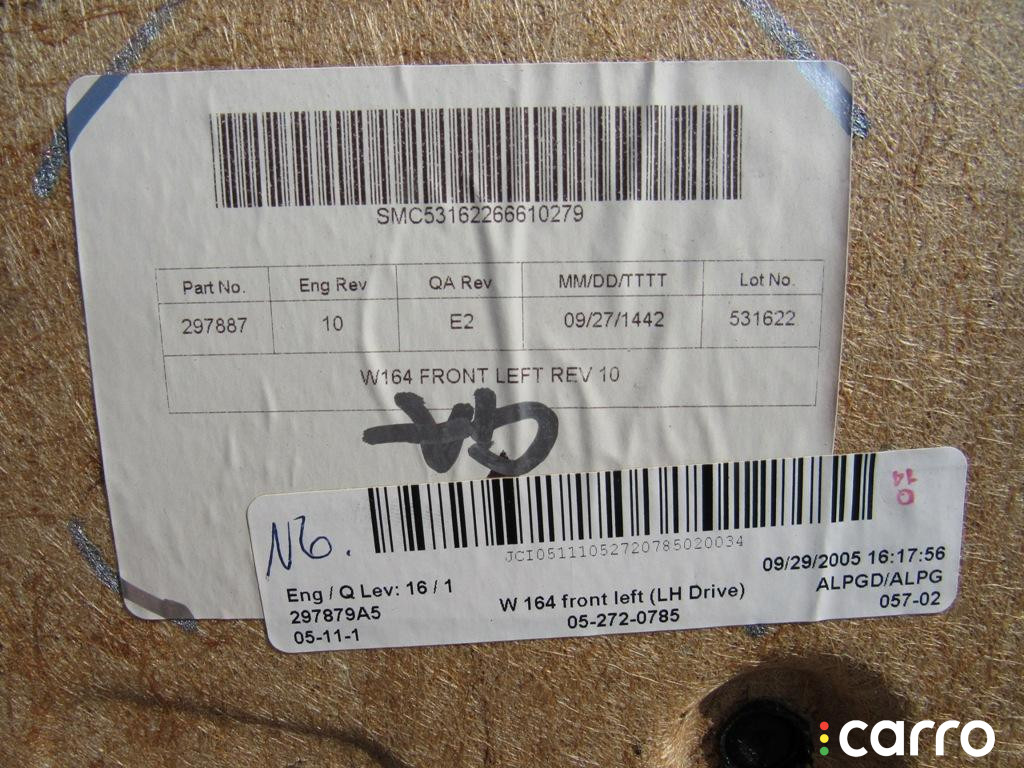 SMC53162266610279
Part No. Eng Rev QA Rev MM/DD/TTTT Lot No.
297887 10 E2 09/27/1442 531622
W164 FRONT LEFT REV 10
N6.
14
JCI05111052720785020034
09/29/2005 16:17:56
Eng / Q Lev: 16 / 1
W 164 front left (LH Drive)
ALPGD/ALPG
297879A5
05-272-0785
057-02
05-11-1
carro